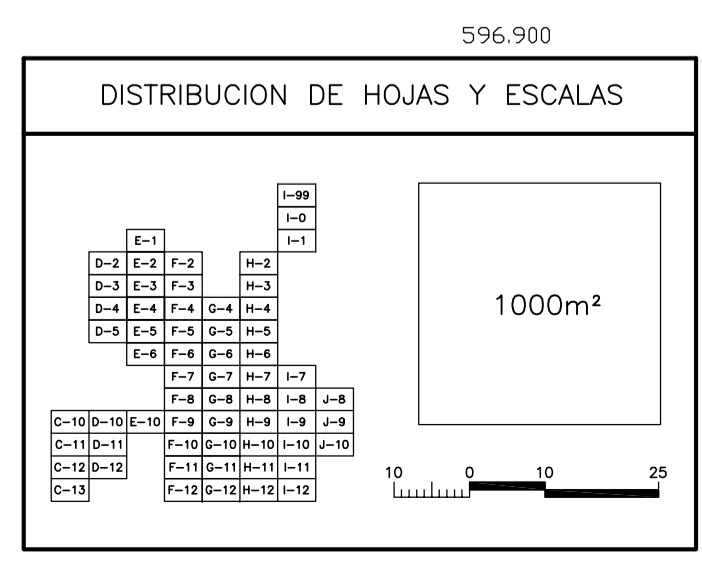 596.900
DISTRIBUCION DE HOJAS Y ESCALAS
I-99
I-0
E-1 I-1
D-2 E-2 F-2 H-2
D-3 E-3 F-3 H-3
D-4 E-4 F-4 G-4 H-4
D-5 E-5 F-5 G-5 H-5
E-6 F-6 G-6 H-6
F-7 G-7 H-7 I-7
F-8 G-8 H-8 I-8 J-8
C-10 D-10 E-10 F-9 G-9 H-9 I-9 J-9
C-11 D-11 F-10 G-10 H-10 I-10 J-10
C-12 D-12 F-11 G-11 H-11 I-11
C-13 F-12 G-12 H-12 I-12
1000m²
10 0 10 25